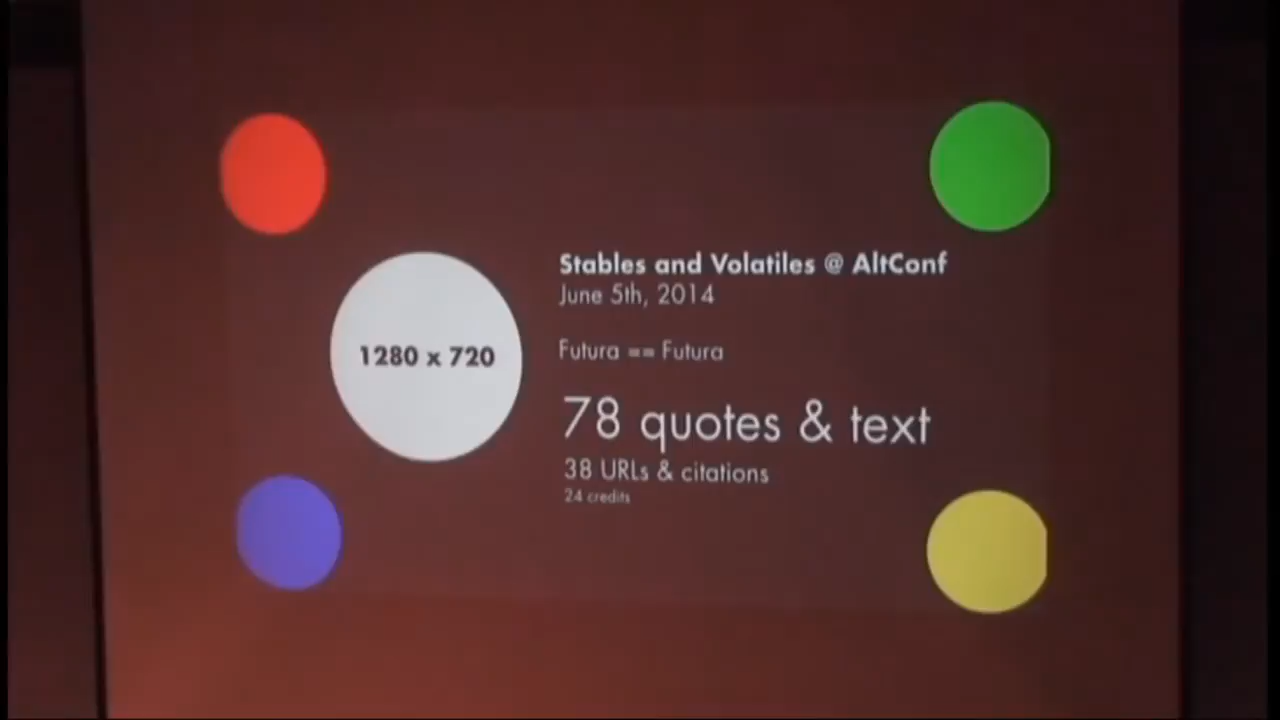 1280 x 720
Stables and Volatiles @ AltConf
June 5th, 2014
Futura == Futura
78 quotes & text
38 URLs & citations
24 credits